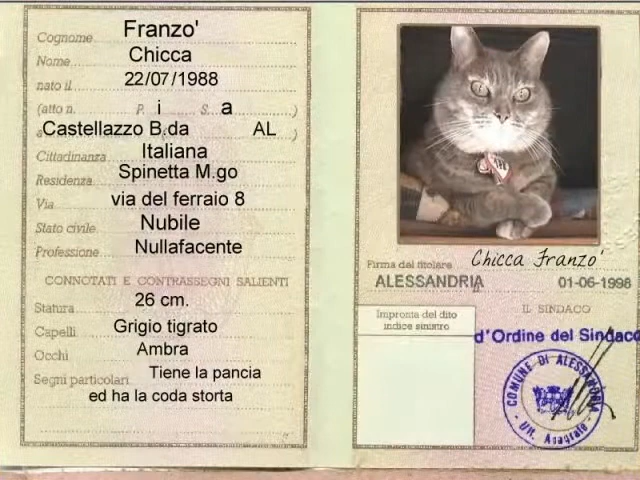 Cognome Franzo'
Nome Chicca
nato il 22/07/1988
(atto n. P. i S. a )
a Castellazzo B.da AL )
Cittadinanza Italiana
Residenza Spinetta M.go
Via via del ferraio 8
Stato civile Nubile
Professione Nullafacente
CONNOTATI E CONTRASSEGNI SALIENTI
Statura 26 cm.
Capelli Grigio tigrato
Occhi Ambra
Segni particolari Tiene la pancia
ed ha la coda storta
Firma del titolare Chicca Franzo'
ALESSANDRIA 01-06-1998
Impronta del dito
indice sinistro
IL SINDACO
d'Ordine del Sindaco
COMUNE DI ALESSANDRIA
Uff. Anagrafe